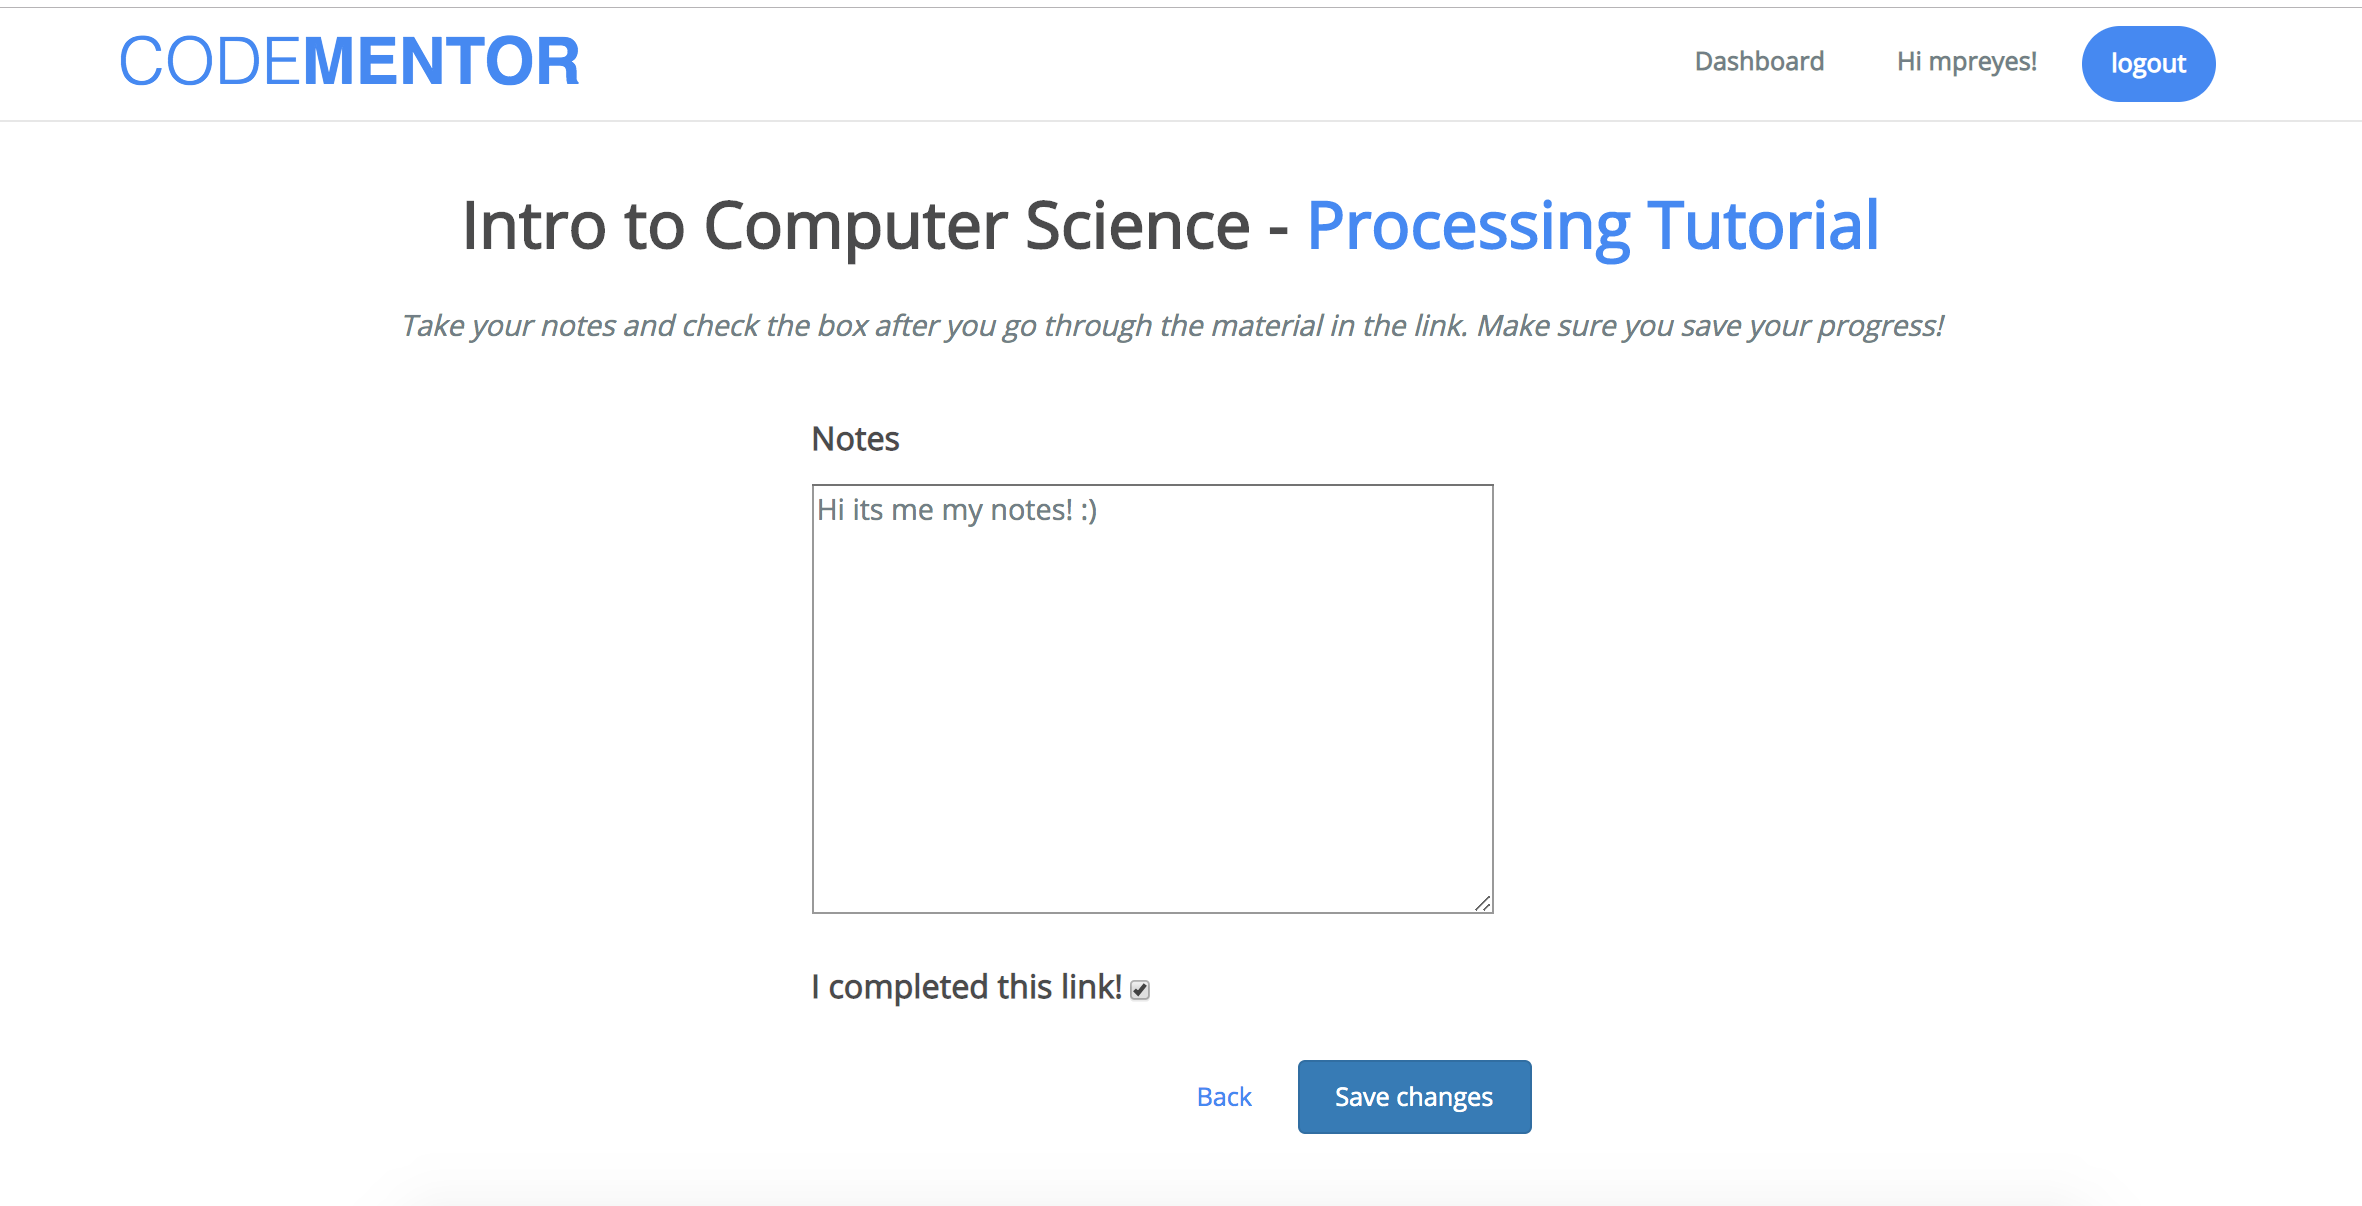 CODEMENTOR
Dashboard
Hi mpreyes!
logout
Intro to Computer Science - Processing Tutorial
Take your notes and check the box after you go through the material in the link. Make sure you save your progress!
Notes
Hi its me my notes! :)
I completed this link!
Back
Save changes